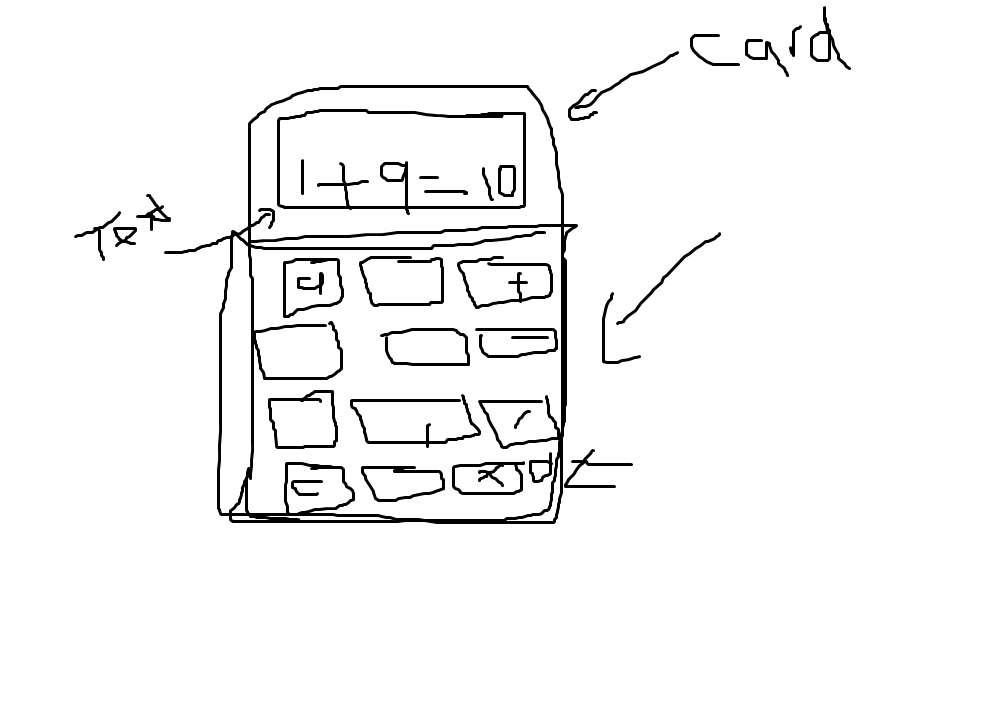 Card
1+9=10
Text
+
-
/
= x